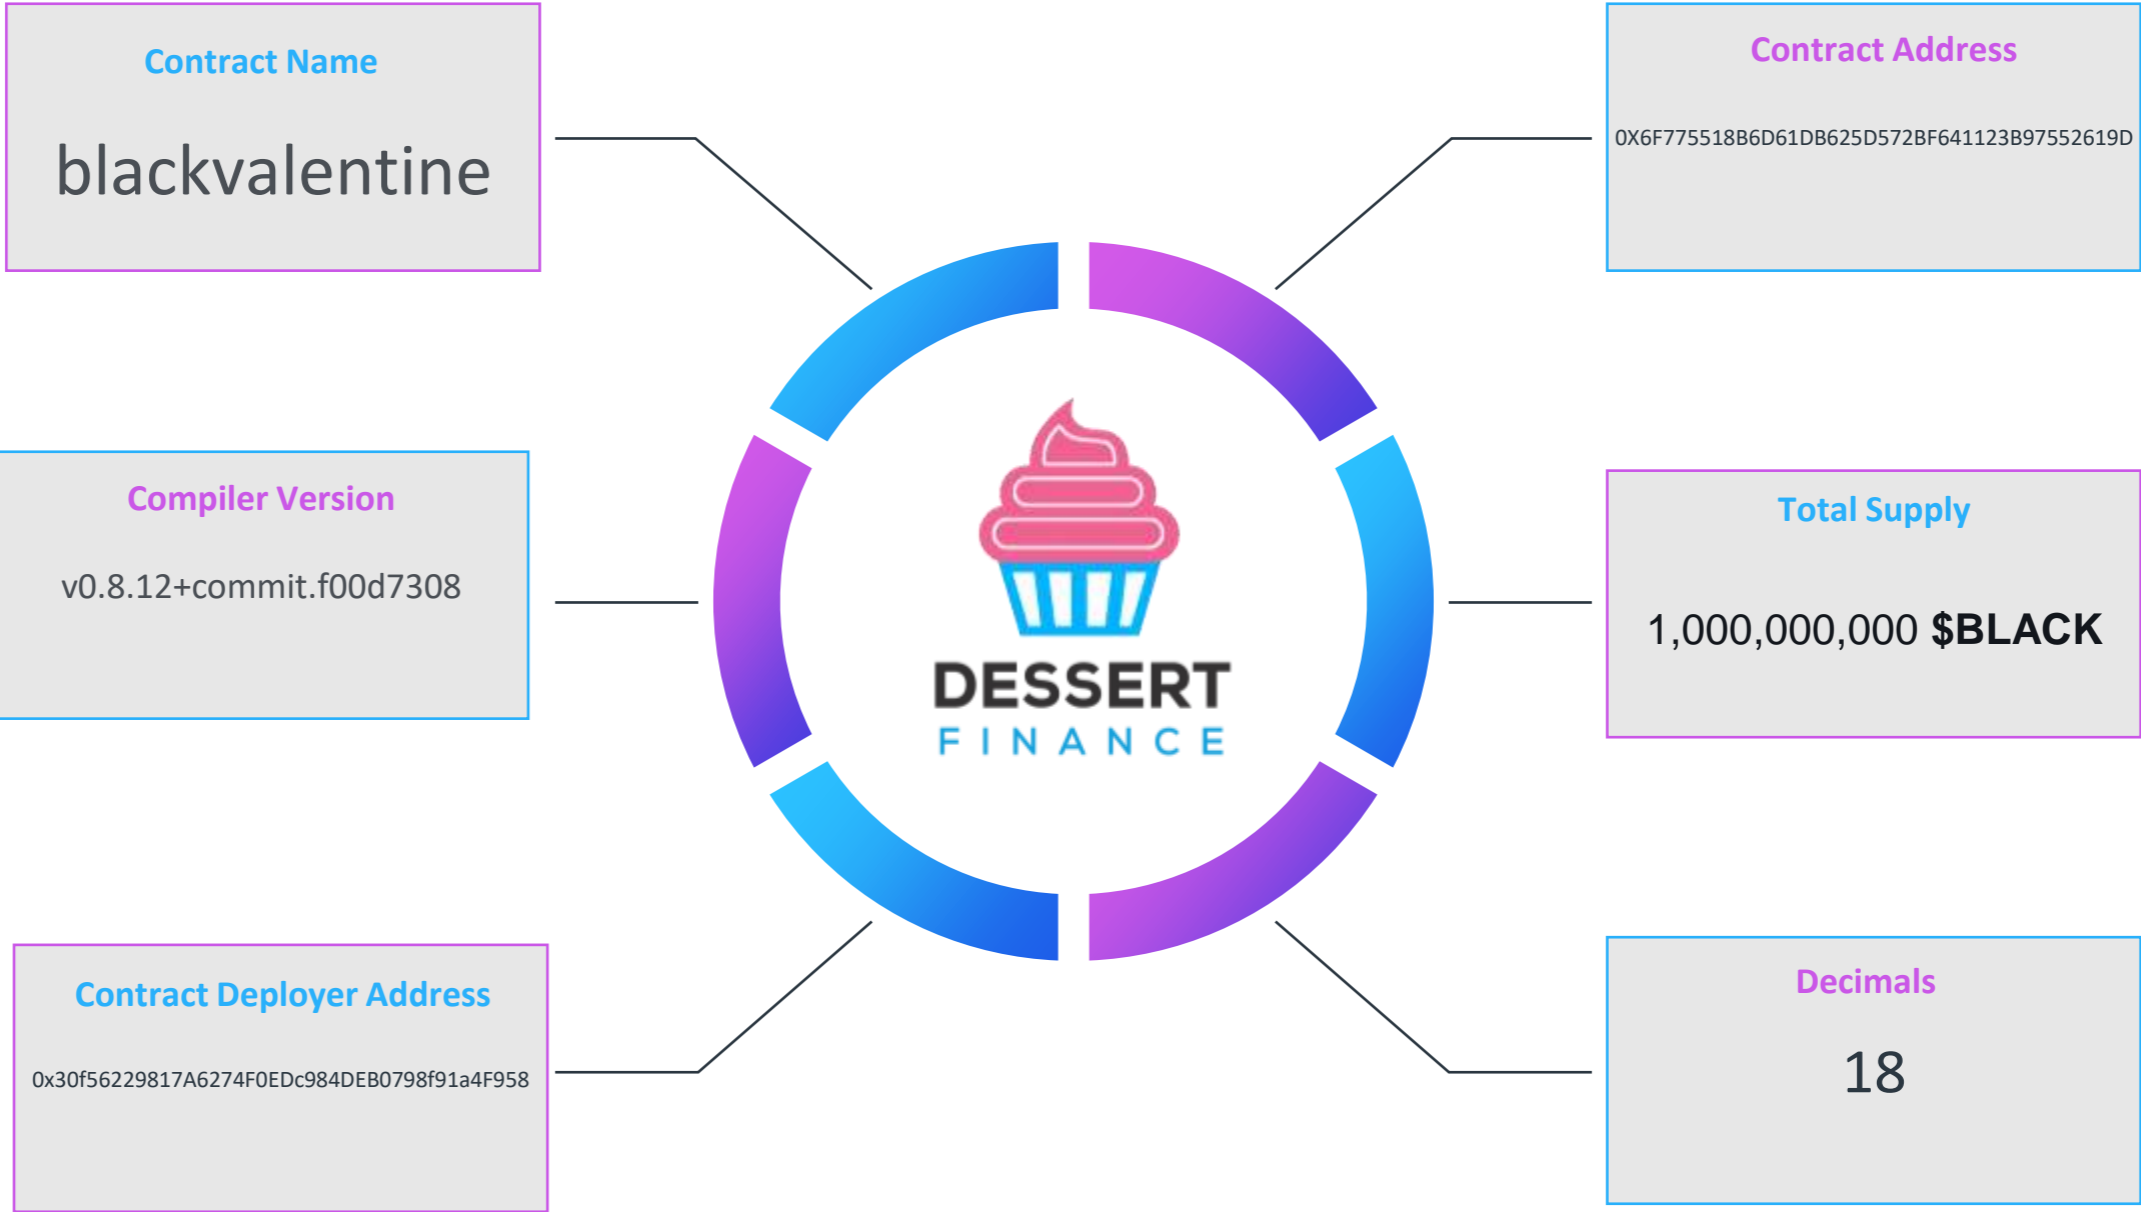 Contract Name
blackvalentine
Contract Address
0X6F775518B6D61DB625D572BF641123B97552619D
Compiler Version
v0.8.12+commit.f00d7308
DESSERT
FINANCE
Total Supply
1,000,000,000 $BLACK
Contract Deployer Address
0x30f56229817A6274F0EDc984DEB0798f91a4F958
Decimals
18